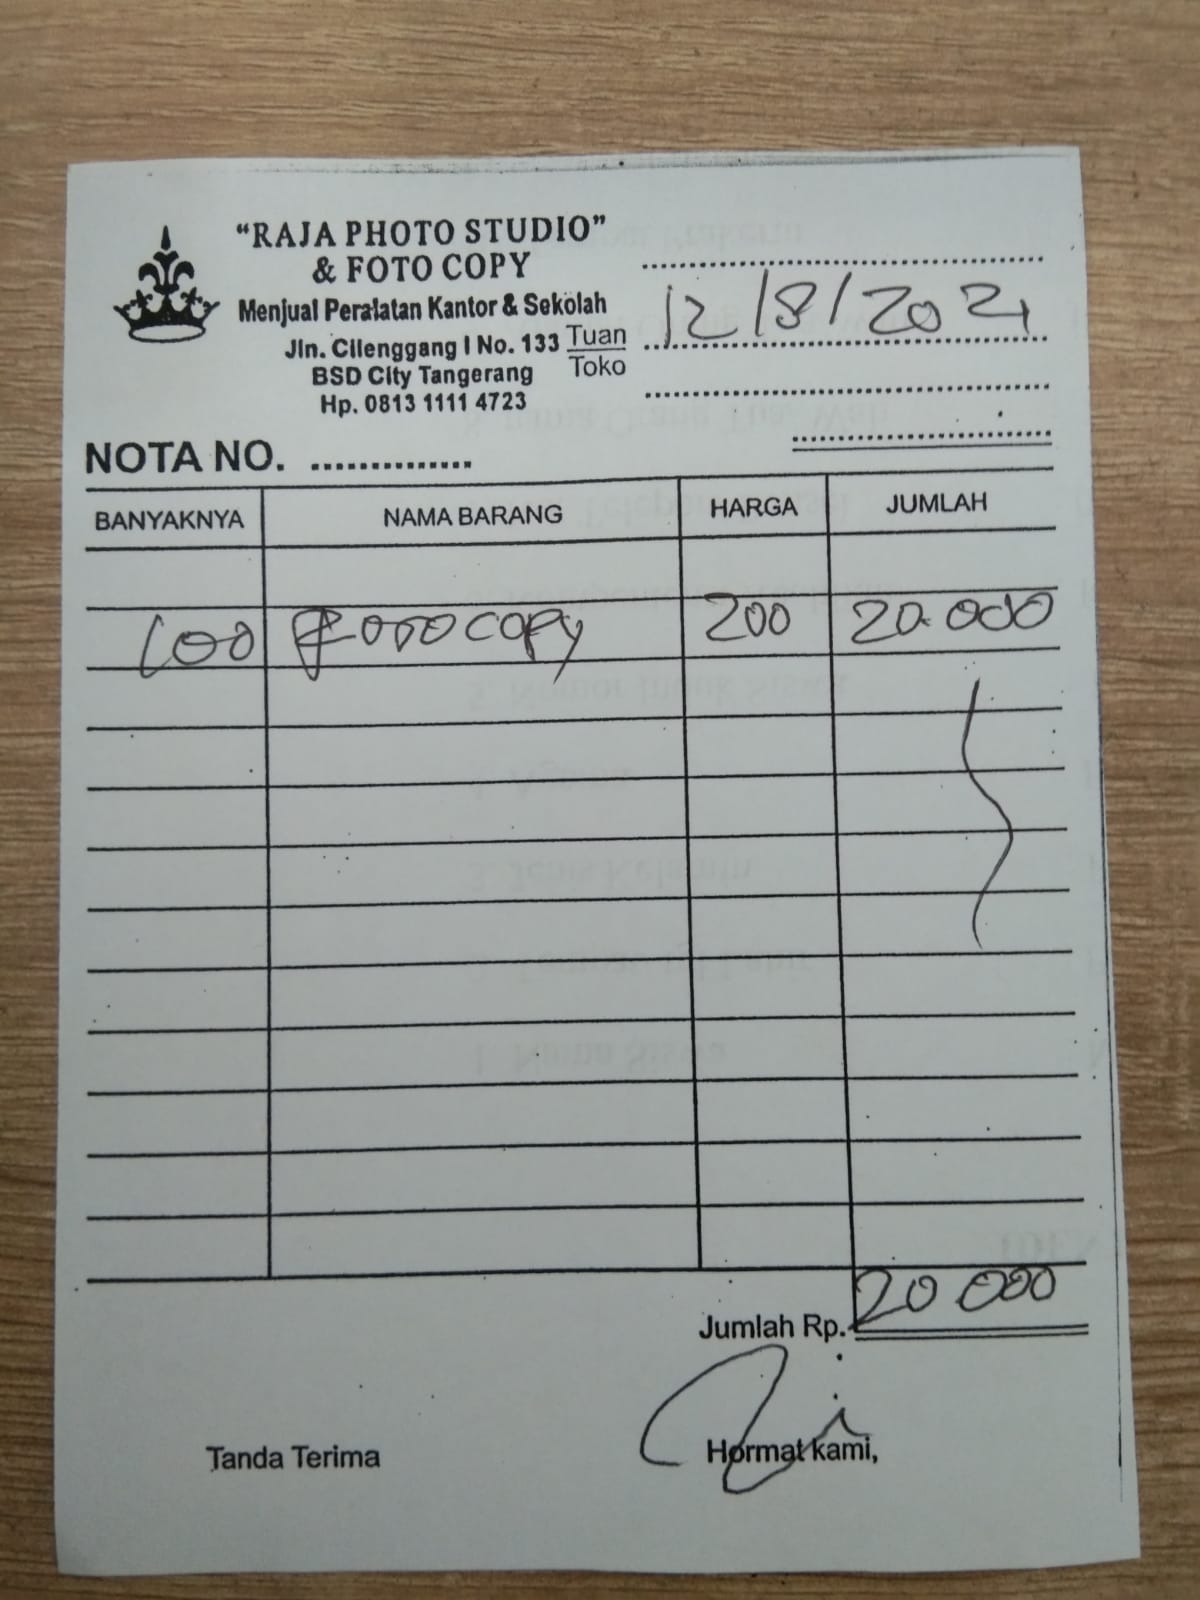 “RAJA PHOTO STUDIO”
& FOTO COPY
Menjual Peralatan Kantor & Sekolah
Jln. Cilenggang I No. 133
BSD City Tangerang
Hp. 0813 1111 4723
12/8/2021
Tuan
Toko
NOTA NO. ..............
BANYAKNYA NAMA BARANG HARGA JUMLAH
100 Fotocopy 200 20.000
Jumlah Rp. 20 000
Tanda Terima Hormat kami,